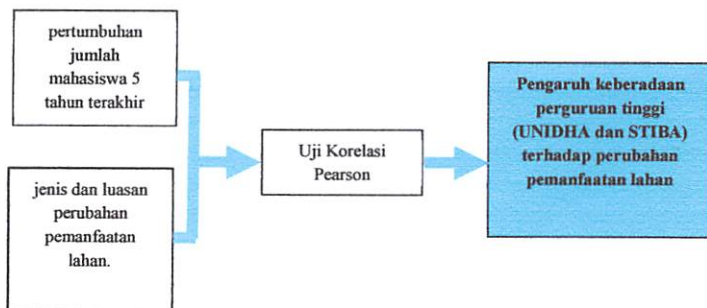 pertumbuhan
jumlah
mahasiswa 5
tahun terakhir
jenis dan luasan
perubahan
pemanfaatan
lahan.
Uji Korelasi
Pearson
Pengaruh keberadaan
perguruan tinggi
(UNIDHA dan STIBA)
terhadap perubahan
pemanfaatan lahan